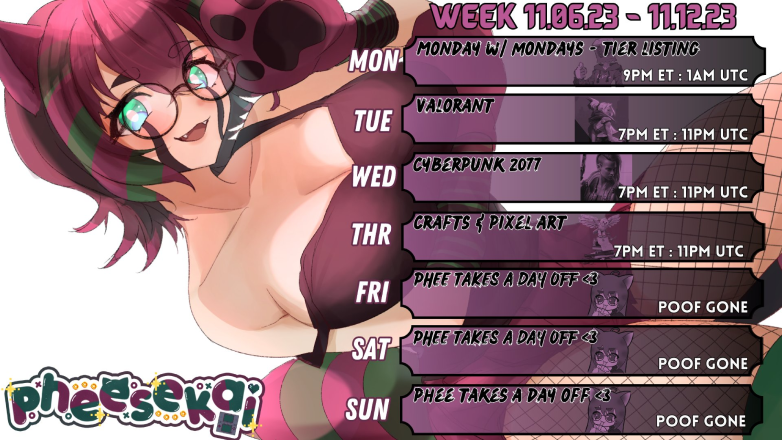 WEEK 11.06.23 - 11.12.23
MON
MONDAY W/ MONDAYS - TIER LISTING
9PM ET : 1AM UTC
TUE
VALORANT
7PM ET : 11PM UTC
WED
CYBERPUNK 2077
7PM ET : 11PM UTC
THR
CRAFTS & PIXEL ART
7PM ET : 11PM UTC
FRI
PHEE TAKES A DAY OFF <3
POOF GONE
SAT
PHEE TAKES A DAY OFF <3
POOF GONE
SUN
PHEE TAKES A DAY OFF <3
POOF GONE
pheesekai